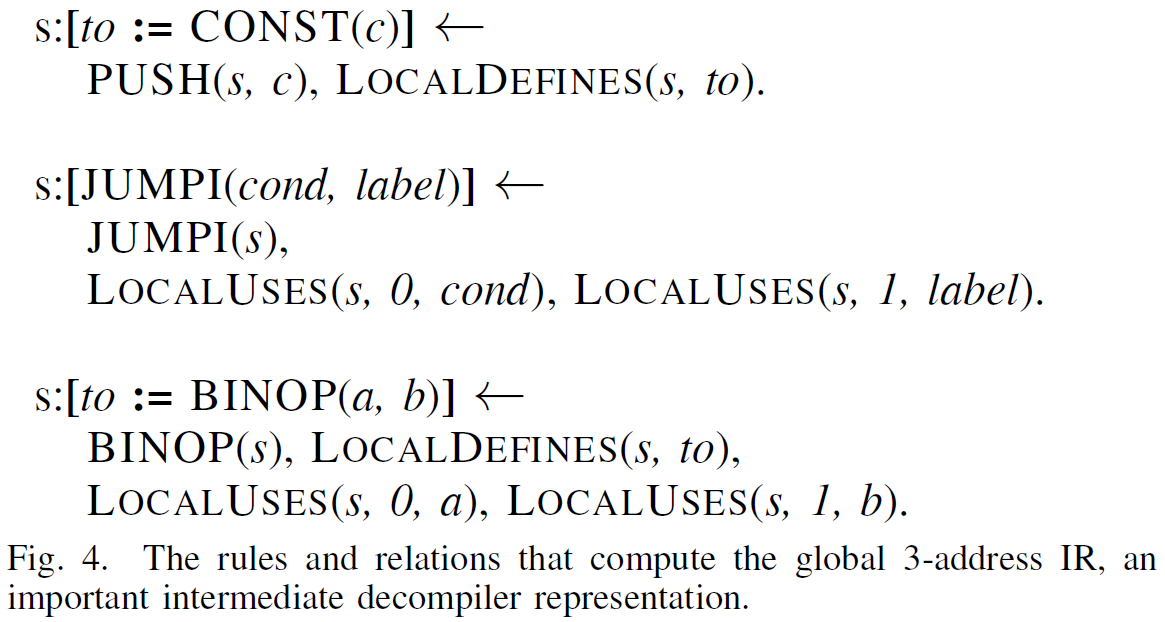 s:[to := CONST(c)] ←
PUSH(s, c), LOCALDEFINES(s, to).
s:[JUMPI(cond, label)] ←
JUMPI(s),
LOCALUSES(s, 0, cond), LOCALUSES(s, 1, label).
s:[to := BINOP(a, b)] ←
BINOP(s), LOCALDEFINES(s, to),
LOCALUSES(s, 0, a), LOCALUSES(s, 1, b).
Fig. 4. The rules and relations that compute the global 3-address IR, an
important intermediate decompiler representation.